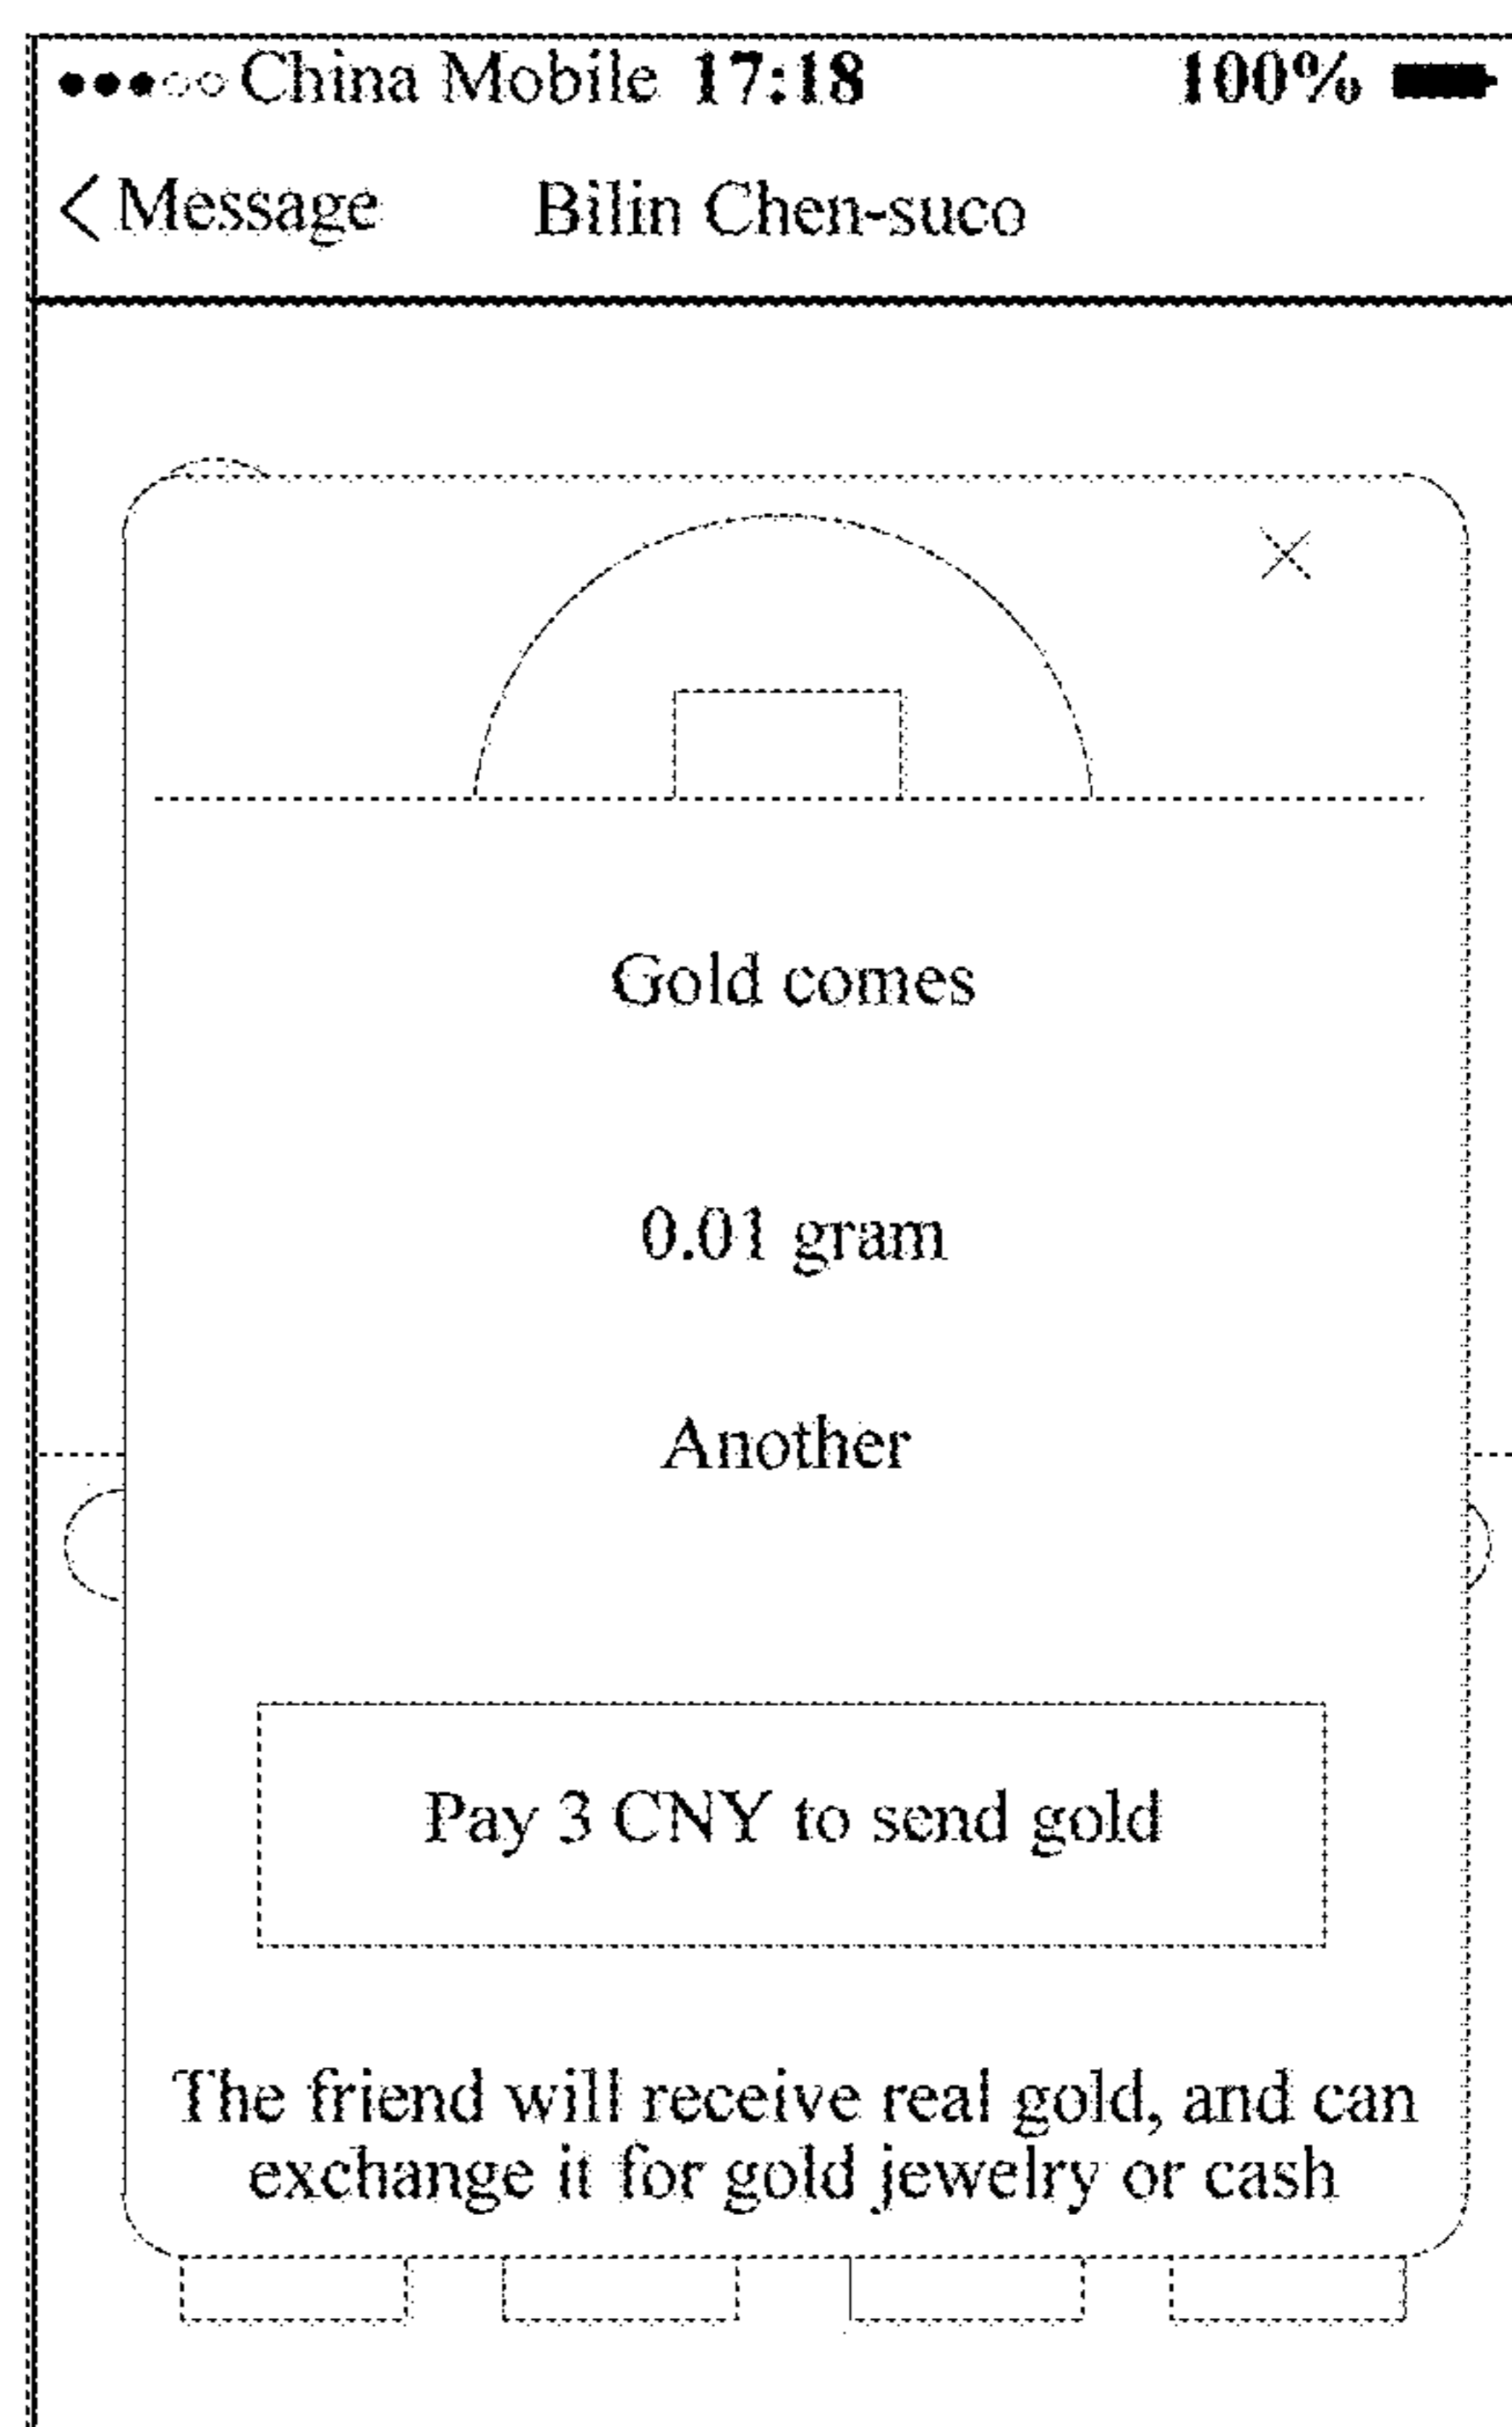 China Mobile 17:18 100%
Message Bilin Chen-suco
Gold comes
0.01 gram
Another
Pay 3 CNY to send gold
The friend will receive real gold, and can
exchange it for gold jewelry or cash